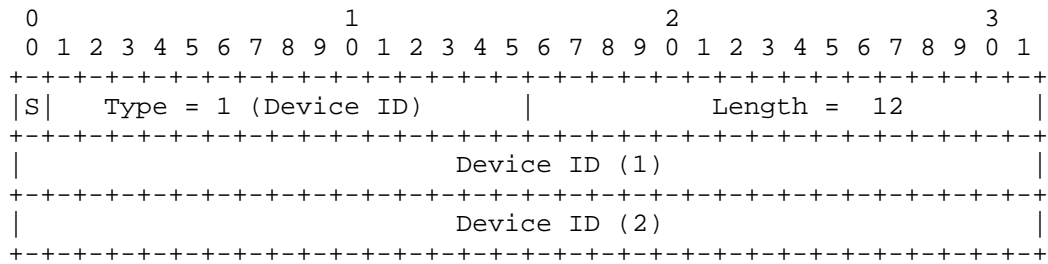 0                   1                   2                   3
 0 1 2 3 4 5 6 7 8 9 0 1 2 3 4 5 6 7 8 9 0 1 2 3 4 5 6 7 8 9 0 1
+-+-+-+-+-+-+-+-+-+-+-+-+-+-+-+-+-+-+-+-+-+-+-+-+-+-+-+-+-+-+-+-+
|S|   Type = 1 (Device ID)      |           Length =  12        |
+-+-+-+-+-+-+-+-+-+-+-+-+-+-+-+-+-+-+-+-+-+-+-+-+-+-+-+-+-+-+-+-+
|                           Device ID (1)                       |
+-+-+-+-+-+-+-+-+-+-+-+-+-+-+-+-+-+-+-+-+-+-+-+-+-+-+-+-+-+-+-+-+
|                           Device ID (2)                       |
+-+-+-+-+-+-+-+-+-+-+-+-+-+-+-+-+-+-+-+-+-+-+-+-+-+-+-+-+-+-+-+-+